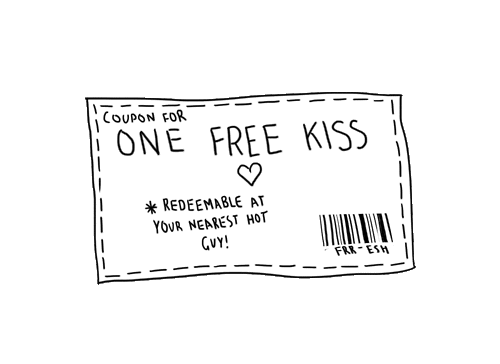 COUPON FOR
ONE FREE KISS
* REDEEMABLE AT
YOUR NEAREST HOT
GUY!
FRR-ESH